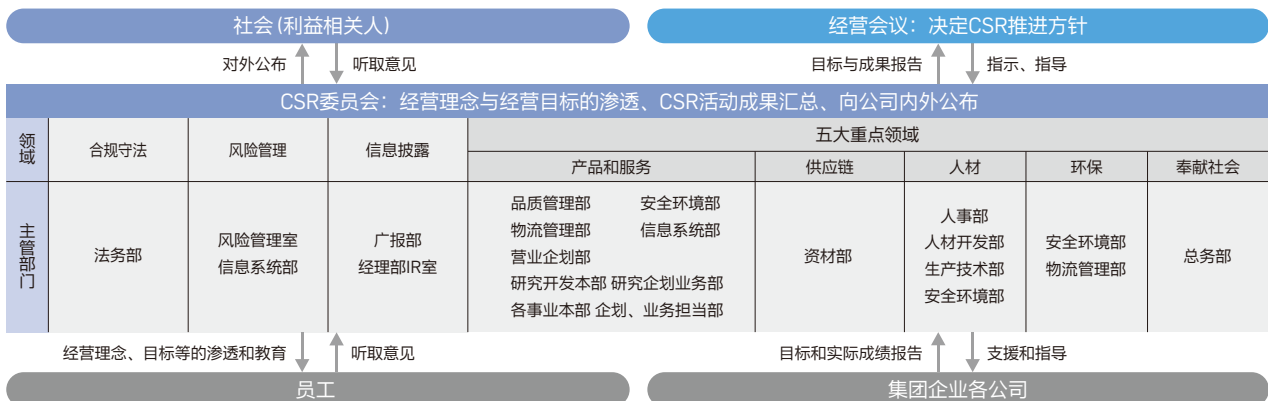 社会 (利益相关人)
经营会议：决定CSR推进方针
对外公布
听取意见
目标与成果报告
指示、指导
CSR委员会：经营理念与经营目标的渗透、CSR活动成果汇总、向公司内外公布
领域
合规守法
风险管理
信息披露
五大重点领域
产品和服务
供应链
人材
环保
奉献社会
主管部门
法务部
风险管理室
信息系统部
广报部
经理部IR室
品质管理部 安全环境部
物流管理部 信息系统部
营业企划部
研究开发本部 研究企划业务部
各事业本部 企划、业务担当部
资材部
人事部
人材开发部
生产技术部
安全环境部
安全环境部
物流管理部
总务部
经营理念、目标等的渗透和教育
听取意见
目标和实际成绩报告
支援和指导
员工
集团企业各公司